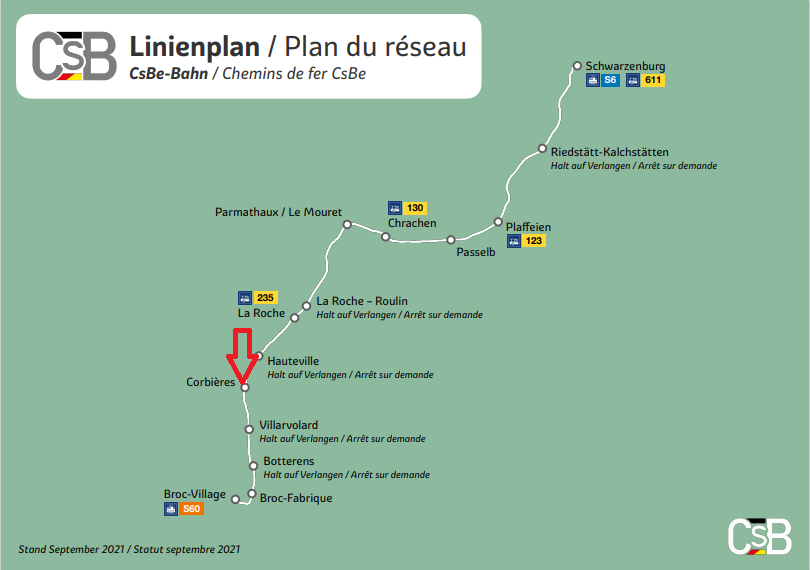 CSB
Linienplan / Plan du réseau
CsBe-Bahn / Chemins de fer CsBe
Schwarzenburg
S6 611
Riedstätt-Kalchstätten
Halt auf Verlangen / Arrêt sur demande
Parmathaux / Le Mouret
130
Chrachen
Plaffeien
123
Passelb
235
La Roche
La Roche – Roulin
Halt auf Verlangen / Arrêt sur demande
Hauteville
Halt auf Verlangen / Arrêt sur demande
Corbières
Villarvolard
Halt auf Verlangen / Arrêt sur demande
Botterens
Halt auf Verlangen / Arrêt sur demande
Broc-Village
S60
Broc-Fabrique
Stand September 2021 / Statut septembre 2021
CSB